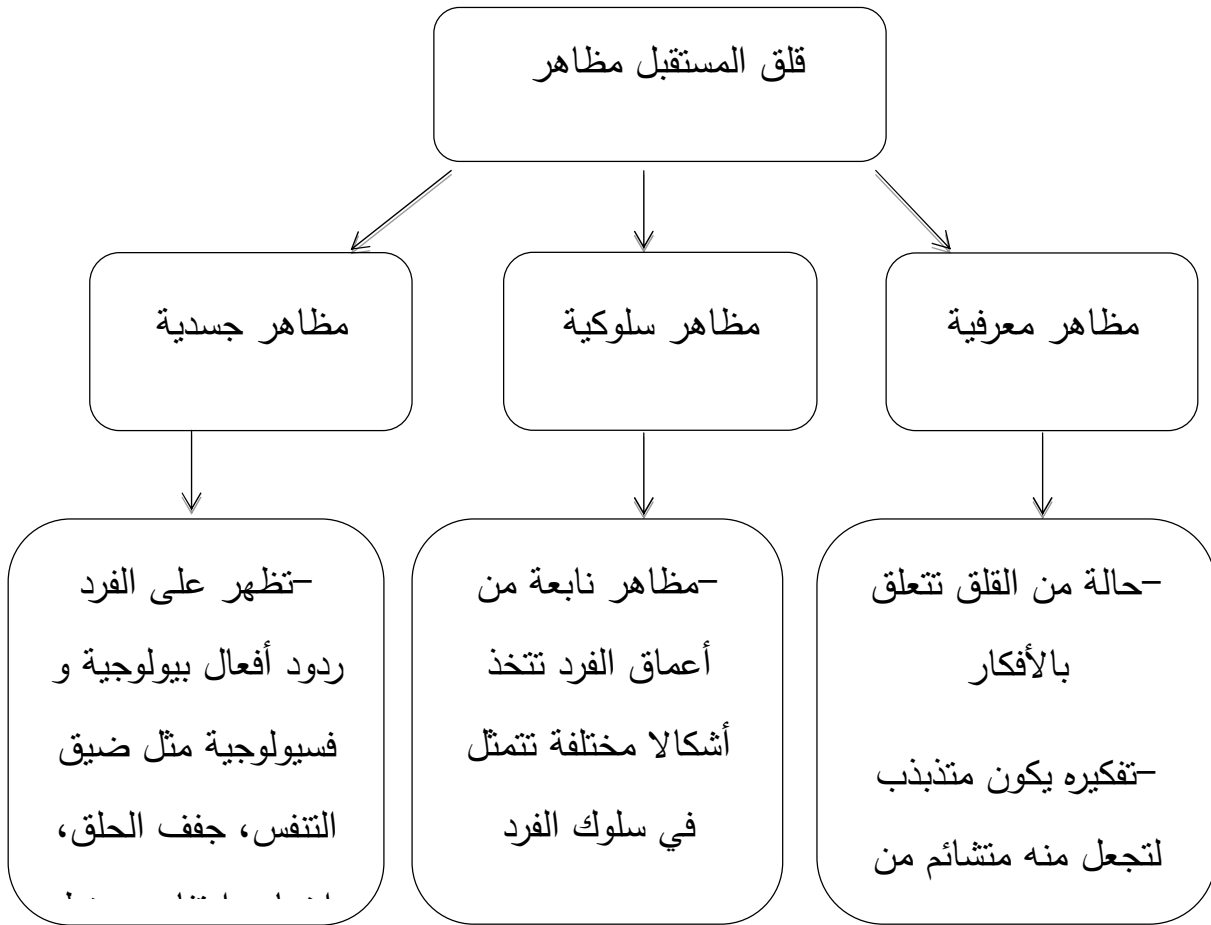 قلق المستقبل مظاهر
مظاهر معرفية
مظاهر سلوكية
مظاهر جسدية
–حالة من القلق تتعلق
بالأفكار
–تفكيره يكون متذبذب
لتجعل منه متشائم من
–مظاهر نابعة من
أعماق الفرد تتخذ
أشكالا مختلفة تتمثل
في سلوك الفرد
–تظهر على الفرد
ردود أفعال بيولوجية و
فسيولوجية مثل ضيق
التنفس، جفف الحلق،